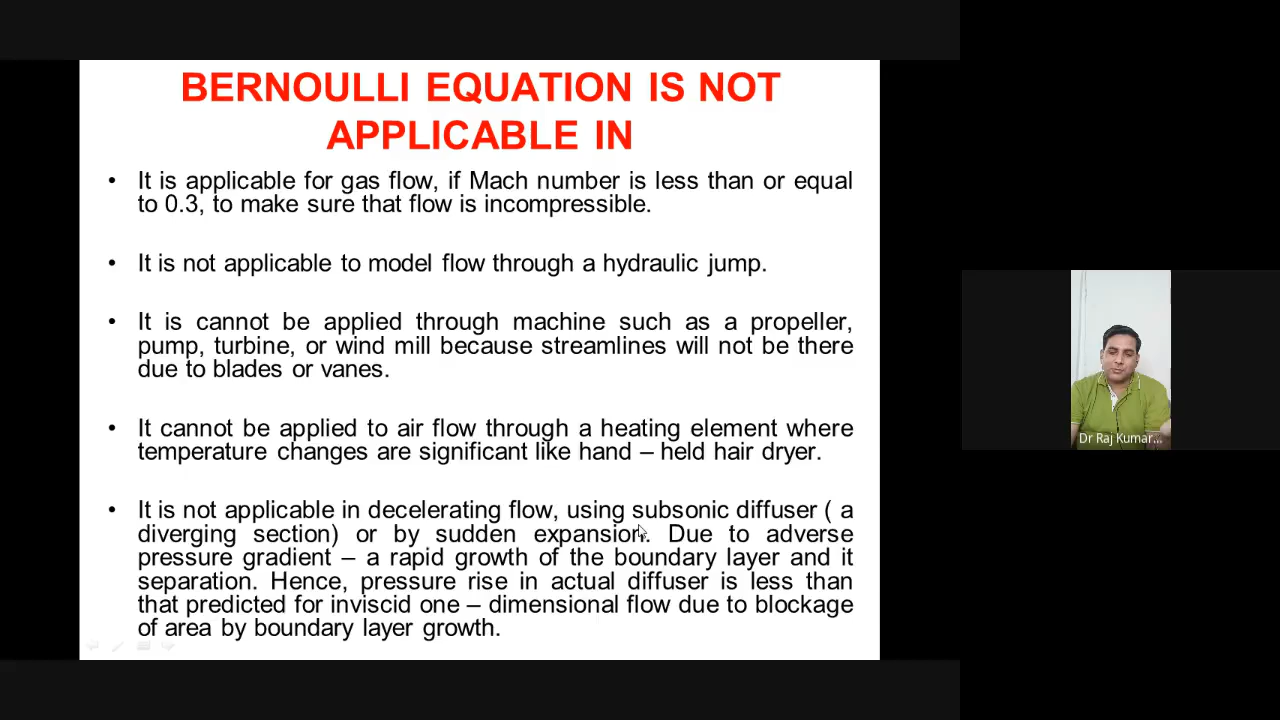 BERNOULLI EQUATION IS NOT
APPLICABLE IN
• It is applicable for gas flow, if Mach number is less than or equal
to 0.3, to make sure that flow is incompressible.
• It is not applicable to model flow through a hydraulic jump.
• It is cannot be applied through machine such as a propeller,
pump, turbine, or wind mill because streamlines will not be there
due to blades or vanes.
• It cannot be applied to air flow through a heating element where
temperature changes are significant like hand – held hair dryer.
• It is not applicable in decelerating flow, using subsonic diffuser ( a
diverging section) or by sudden expansion. Due to adverse
pressure gradient – a rapid growth of the boundary layer and it
separation. Hence, pressure rise in actual diffuser is less than
that predicted for inviscid one – dimensional flow due to blockage
of area by boundary layer growth.
Dr Raj Kumar...